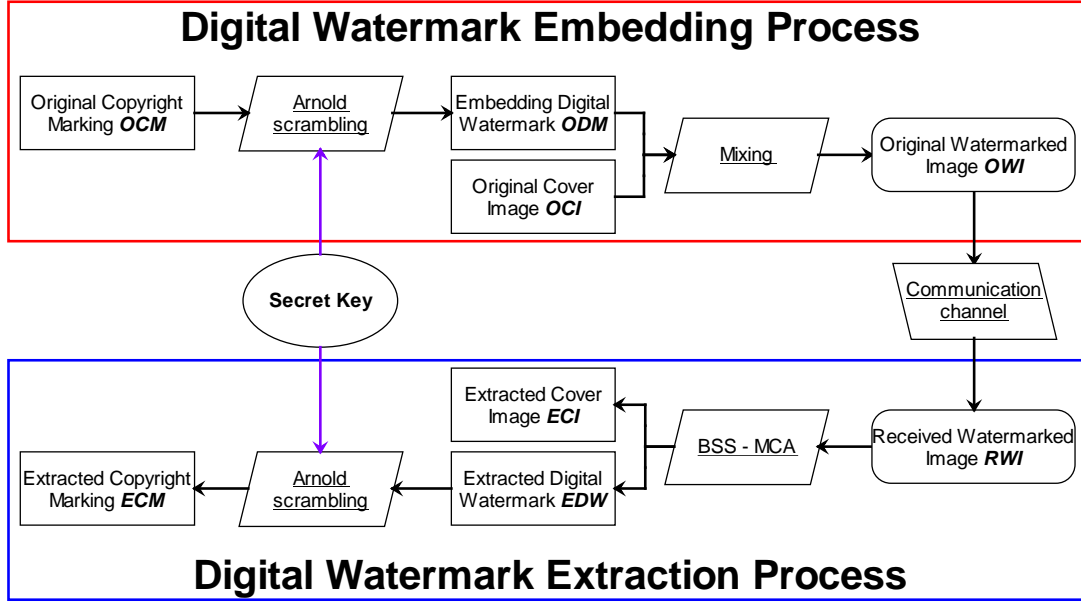 Digital Watermark Embedding Process
Original Copyright
Marking OCM
Arnold
scrambling
Embedding Digital
Watermark ODM
Original Cover
Image OCI
Mixing
Original Watermarked
Image OWI
Secret Key
Communication
channel
Extracted Cover
Image ECI
BSS - MCA
Received Watermarked
Image RWI
Extracted Copyright
Marking ECM
Arnold
scrambling
Extracted Digital
Watermark EDW
Digital Watermark Extraction Process